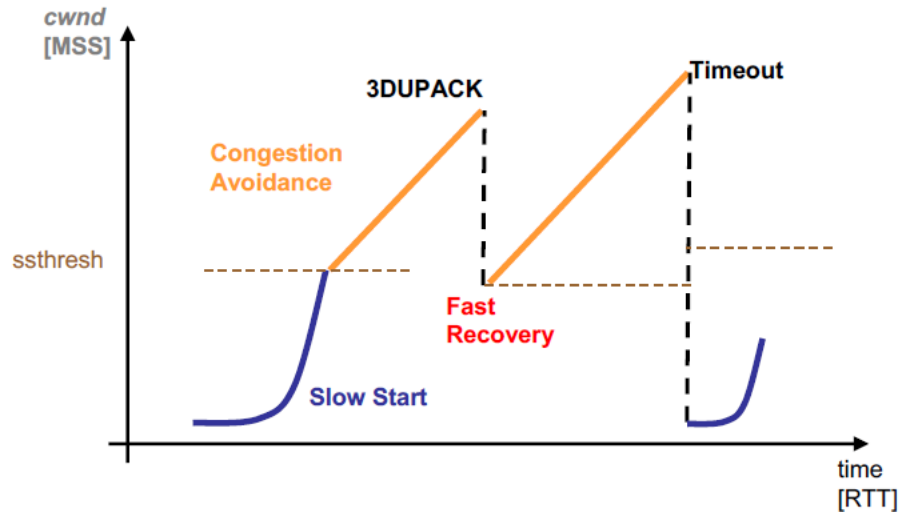 cwnd
[MSS]
Timeout
3DUPACK
Congestion
Avoidance
ssthresh
Fast
Recovery
Slow Start
time
[RTT]